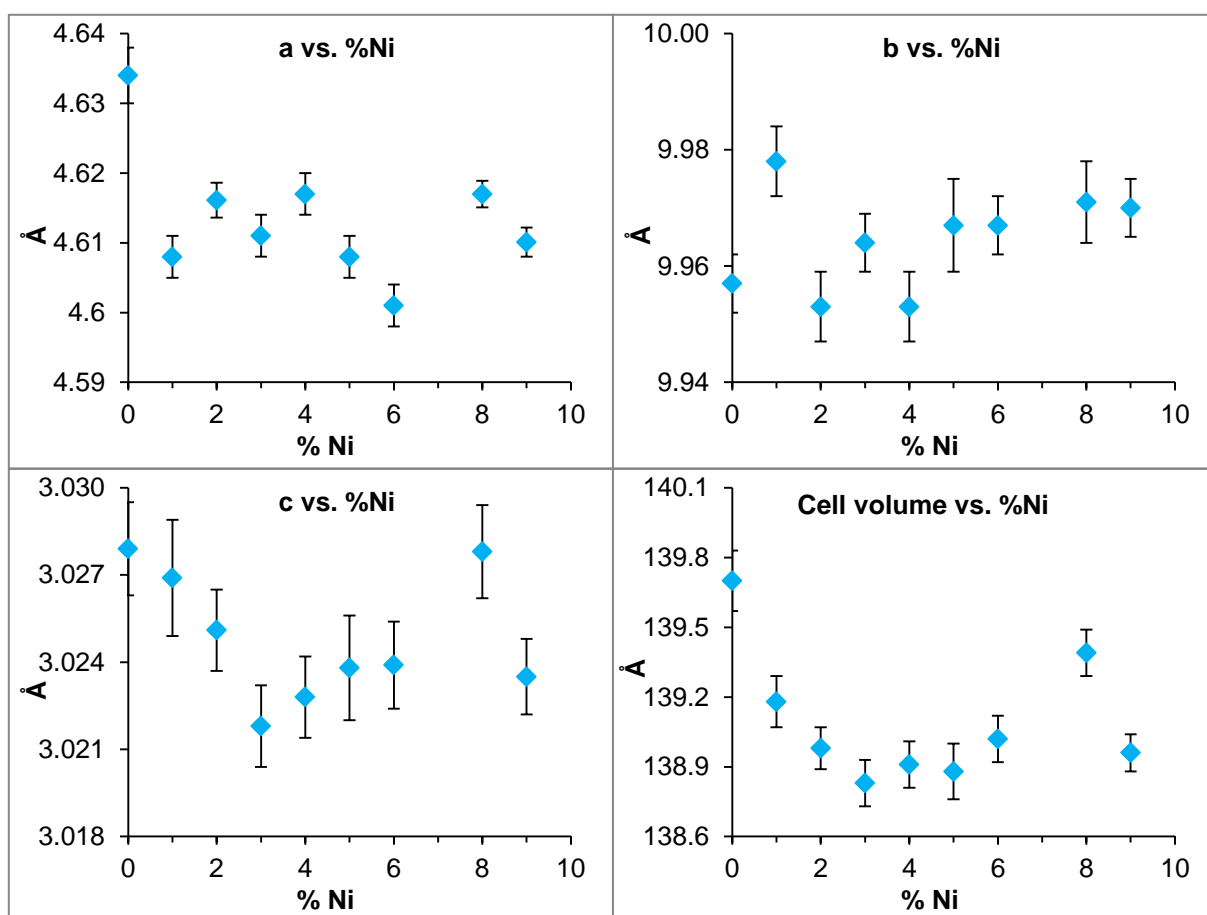 a vs. %Ni
4.64
4.63
4.62
4.61
4.6
4.59
Å
0 2 4 6 8 10
% Ni
b vs. %Ni
10.00
9.98
9.96
9.94
Å
0 2 4 6 8 10
% Ni
c vs. %Ni
3.030
3.027
3.024
3.021
3.018
Å
0 2 4 6 8 10
% Ni
Cell volume vs. %Ni
140.1
139.8
139.5
139.2
138.9
138.6
Å
0 2 4 6 8 10
% Ni